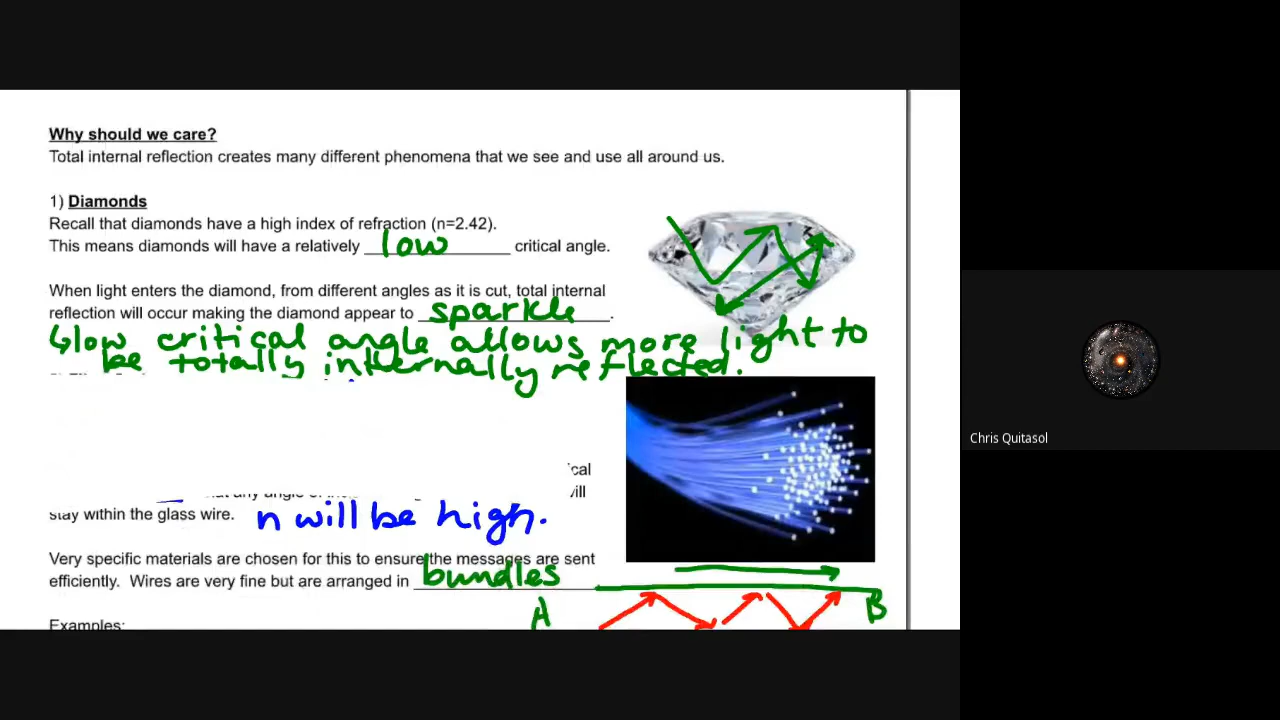 Why should we care?
Total internal reflection creates many different phenomena that we see and use all around us.
1) Diamonds
Recall that diamonds have a high index of refraction (n=2.42).
This means diamonds will have a relatively low critical angle.
When light enters the diamond, from different angles as it is cut, total internal
reflection will occur making the diamond appear to sparkle.
↳low critical angle allows more light to
be totally internally reflected.
stay within the glass wire. n will be high.
Very specific materials are chosen for this to ensure the messages are sent
efficiently. Wires are very fine but are arranged in bundles
A B
Examples:
Chris Quitasol